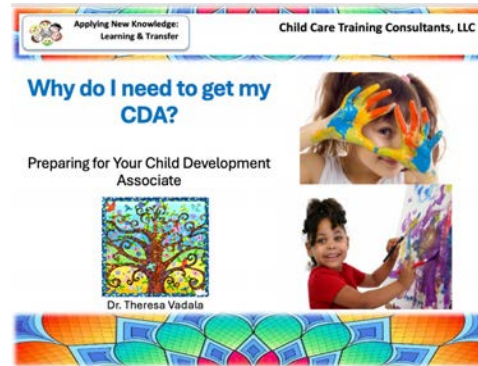 Applying New Knowledge:
Learning & Transfer
Child Care Training Consultants, LLC
Why do I need to get my
CDA?
Preparing for Your Child Development
Associate
Dr. Theresa Vadala